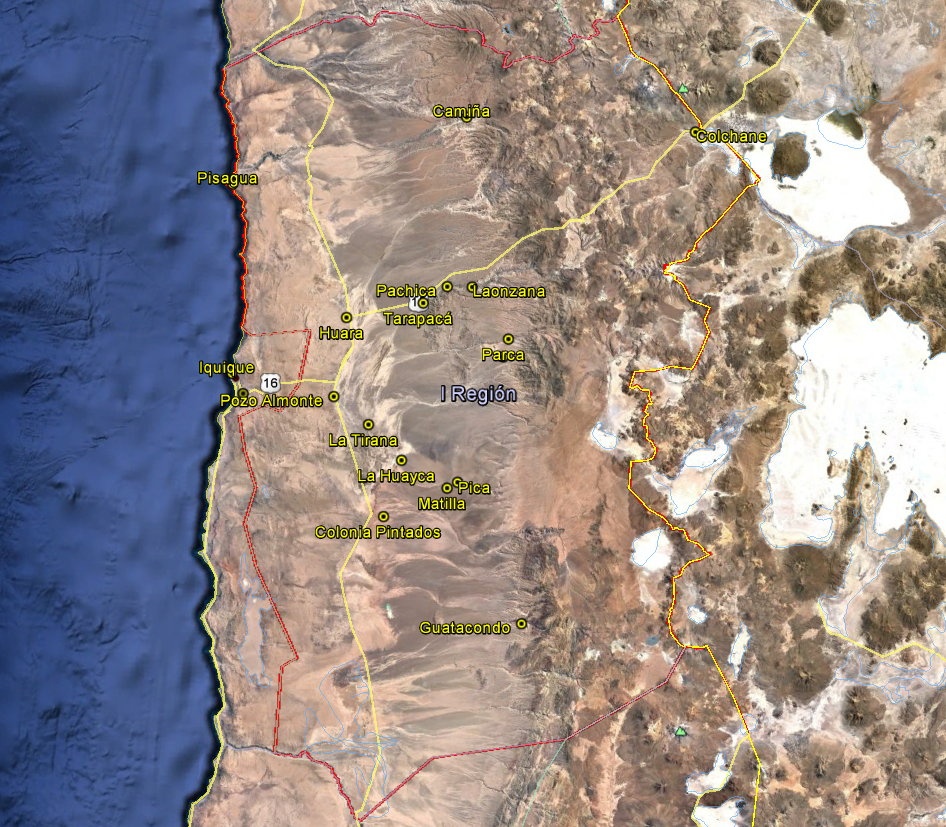 Camiña
Colchane
Pisagua
Pachica
Laonzana
Tarapacá
Huara
Parca
Iquique
16
I Región
Pozo Almonte
La Tirana
La Huayca
Pica
Matilla
Colonia Pintados
Guatacondo